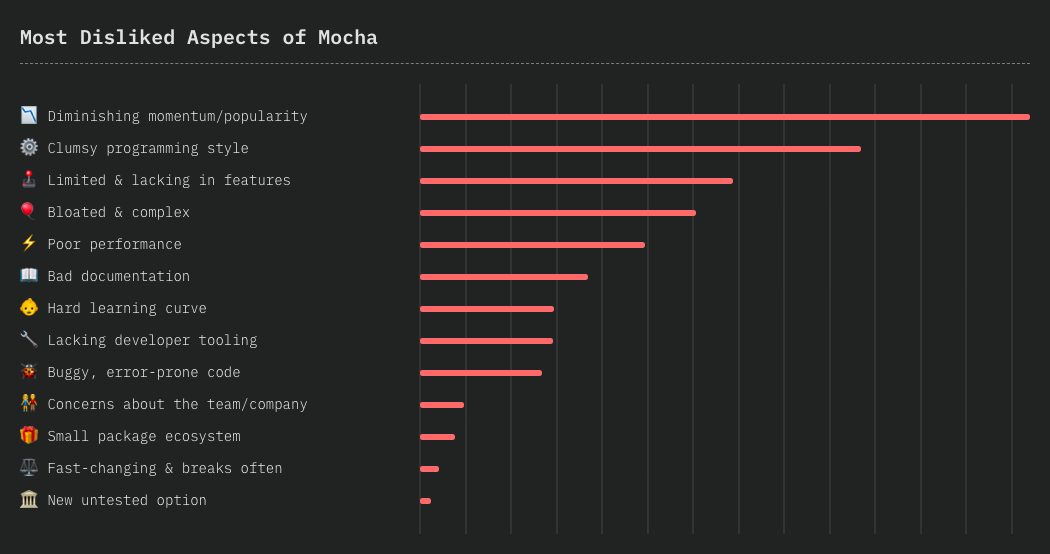 Most Disliked Aspects of Mocha
Diminishing momentum/popularity
Clumsy programming style
Limited & lacking in features
Bloated & complex
Poor performance
Bad documentation
Hard learning curve
Lacking developer tooling
Buggy, error-prone code
Concerns about the team/company
Small package ecosystem
Fast-changing & breaks often
New untested option